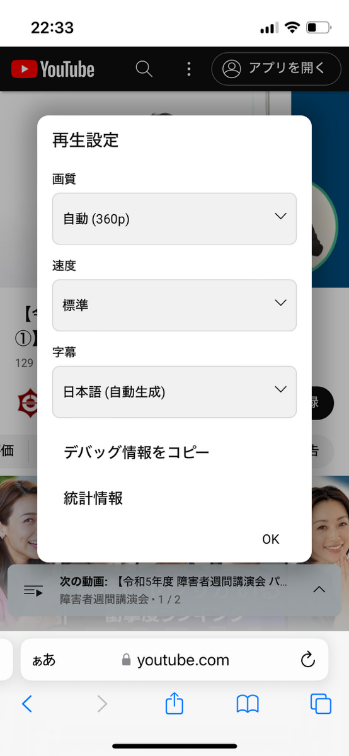 22:33
YouTube
アプリを開く
再生設定
画質
自動 (360p)
速度
標準
字幕
日本語 (自動生成)
デバッグ情報をコピー
統計情報
OK
①】
129
録
価
告
次の動画: 【令和5年度 障害者週間講演会 パ...
障害者週間講演会・1 / 2
ぁあ
youtube.com